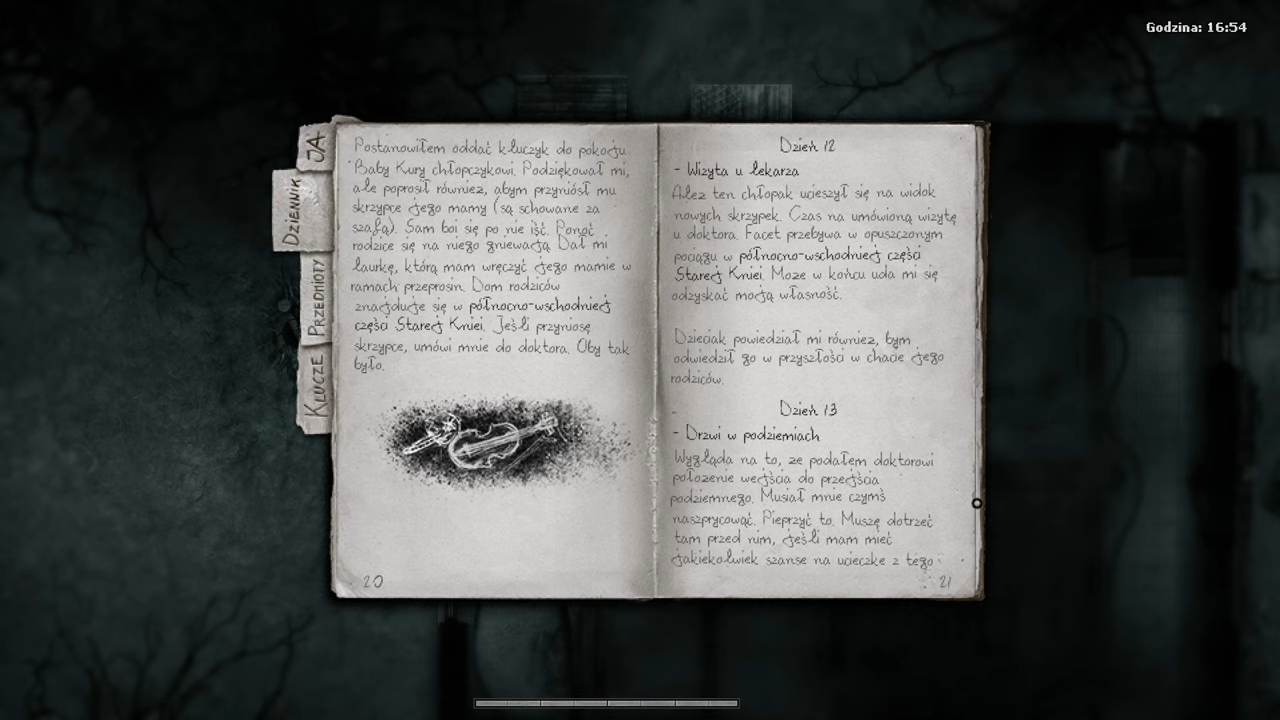 Godzina: 16:54
JA
DZIENNIK
PRZEDMIOTY
KLUCZE
Postanowiłem oddać kluczyk do pokoju
Baby Kury chłopczykowi. Podziękował mi,
ale poprosił również, abym przyniósł mu
skrzypce jego mamy (są schowane za
szafą). Sam boi się po nie iść. Ponoć
rodzice się na niego gniewają. Dał mi
laurkę, którą mam wręczyć jego mamie w
ramach przeprosin. Dom rodziców
znajduje się w północno-wschodniej
części Starej Kniei. Jeśli przyniosę
skrzypce, umówi mnie do doktora. Oby tak
było.
20
Dzień 12
- Wizyta u lekarza
Ależ ten chłopak ucieszył się na widok
nowych skrzypek. Czas na umówioną wizytę
u doktora. Facet przebywa w opuszczonym
pociągu w północno-wschodniej części
Starej Kniei. Może w końcu uda mi się
odzyskać moją własność.
Dzieciak powiedział mi również, bym
odwiedził go w przyszłości w chacie jego
rodziców.
Dzień 13
- Drzwi w podziemiach
Wygląda na to, że podałem doktorowi
położenie wejścia do przejścia
podziemnego. Musiał mnie czymś
naszprycować. Pieprzyć to. Muszę dotrzeć
tam przed nim, jeśli mam mieć
jakiekolwiek szanse na ucieczkę z tego
21